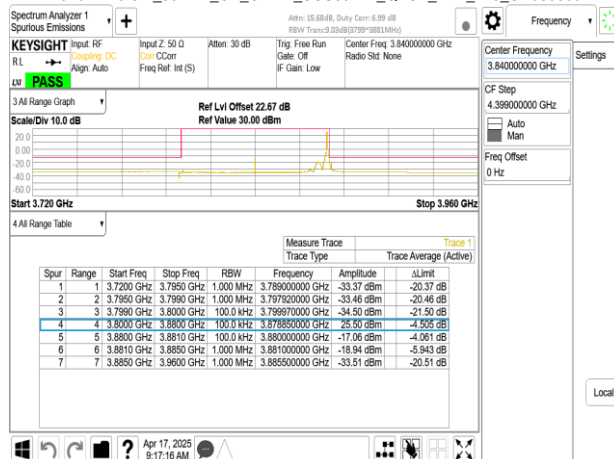 Spectrum Analyzer 1
Spurious Emissions
Attn: 15.68dB, Duty Corr: 6.99 dB
RBW Trans:9.03dB(3799~3881MHz)
Frequency
KEYSIGHT
RL
Input: RF
Coupling: DC
Align: Auto
Input Z: 50 Ω
Corr CCorr
Freq Ref: Int (S)
Atten: 30 dB
Trig: Free Run
Gate: Off
IF Gain: Low
Center Freq: 3.840000000 GHz
Radio Std: None
PASS
Center Frequency
3.840000000 GHz
Settings
CF Step
4.399000000 GHz
Auto
Man
Freq Offset
0 Hz
3 All Range Graph
Scale/Div 10.0 dB
Ref Lvl Offset 22.67 dB
Ref Value 30.00 dBm
20.0
0.00
-20.0
-40.0
-60.0
Start 3.720 GHz
Stop 3.960 GHz
4 All Range Table
Measure Trace Trace 1
Trace Type Trace Average (Active)
Spur Range Start Freq Stop Freq RBW Frequency Amplitude ΔLimit
1 1 3.7200 GHz 3.7950 GHz 1.000 MHz 3.789000000 GHz -33.37 dBm -20.37 dB
2 2 3.7950 GHz 3.7990 GHz 1.000 MHz 3.797920000 GHz -33.46 dBm -20.46 dB
3 3 3.7990 GHz 3.8000 GHz 100.0 kHz 3.799970000 GHz -34.50 dBm -21.50 dB
4 4 3.8000 GHz 3.8800 GHz 100.0 kHz 3.878850000 GHz 25.50 dBm -4.505 dB
5 5 3.8800 GHz 3.8810 GHz 100.0 kHz 3.880000000 GHz -17.06 dBm -4.061 dB
6 6 3.8810 GHz 3.8850 GHz 1.000 MHz 3.881000000 GHz -18.94 dBm -5.943 dB
7 7 3.8850 GHz 3.9600 GHz 1.000 MHz 3.885500000 GHz -33.51 dBm -20.51 dB
Local
Apr 17, 2025
9:17:16 AM